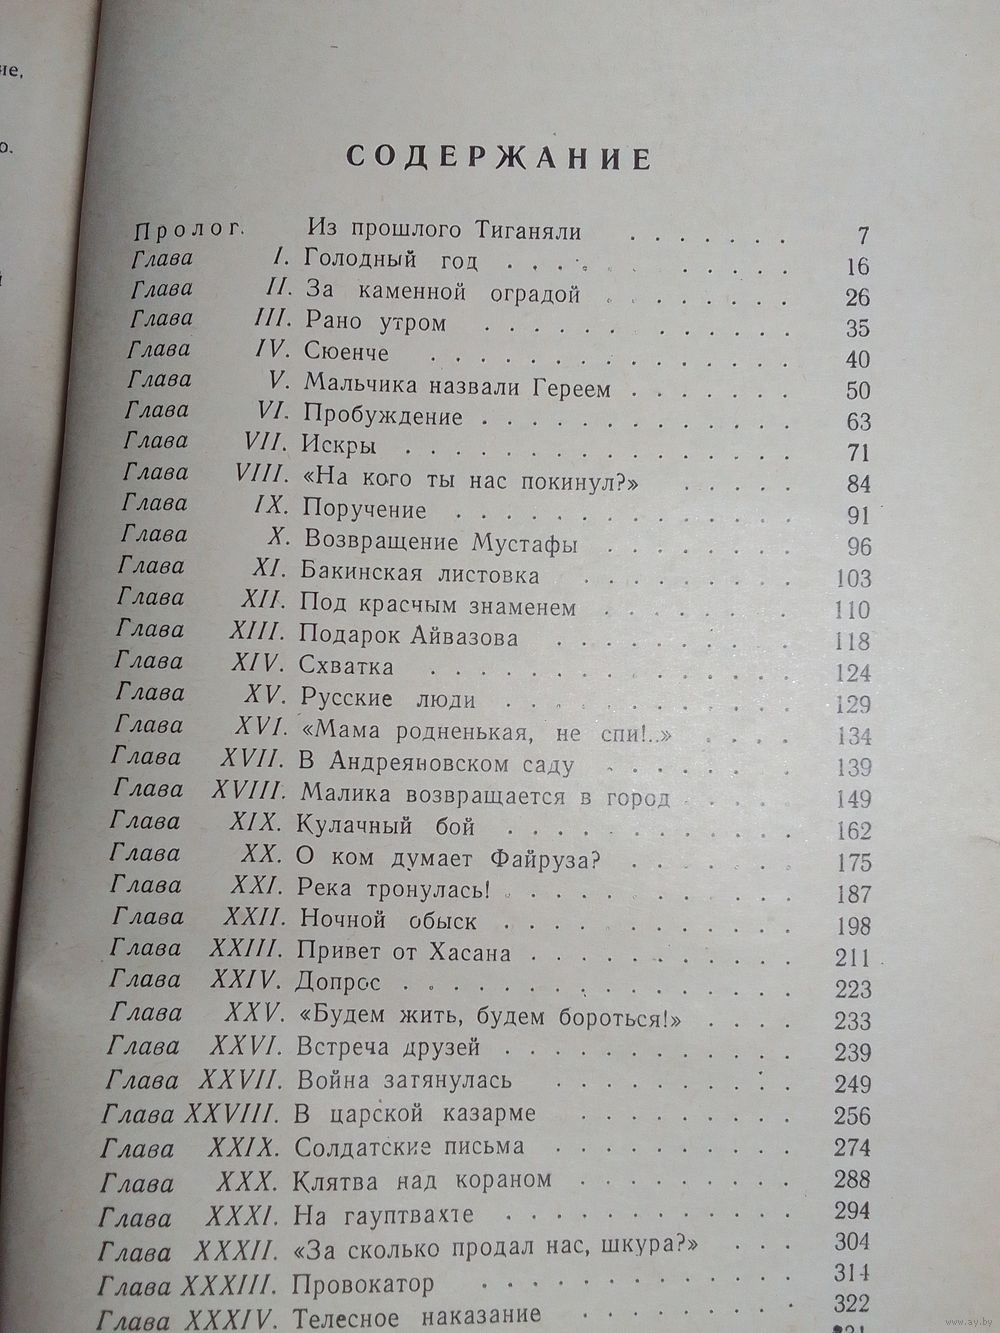 СОДЕРЖАНИЕ
Пролог. Из прошлого Тиганяли . . . . . . . 7
Глава I. Голодный год . . . . . . . . . 16
Глава II. За каменной оградой . . . . . . . . 26
Глава III. Рано утром . . . . . . . . . . . 35
Глава IV. Сюенче . . . . . . . . . . . . 40
Глава V. Мальчика назвали Гереем . . . . . . . 50
Глава VI. Пробуждение . . . . . . . . . . . . 63
Глава VII. Искры . . . . . . . . . . . . . 71
Глава VIII. «На кого ты нас покинул?» . . . . . 84
Глава IX. Поручение . . . . . . . . . . . . 91
Глава X. Возвращение Мустафы . . . . . . . . 96
Глава XI. Бакинская листовка . . . . . . . . 103
Глава XII. Под красчым знаменем . . . . . . . 110
Глава XIII. Подарок Айвазова . . . . . . . . . 118
Глава XIV. Схватка . . . . . . . . . . . . 124
Глава XV. Русские люди . . . . . . . . . . 129
Глава XVI. «Мама родненькая, не спи!..» . . . . 134
Глава XVII. В Андреяновском саду . . . . . . . 139
Глава XVIII. Малика возвращается в город . . . . 149
Глава XIX. Кулачный бой . . . . . . . . . . 162
Глава XX. О ком думает Файруза? . . . . . . . 175
Глава XXI. Река тронулась! . . . . . . . . . . 187
Глава XXII. Ночной обыск . . . . . . . . . . 198
Глава XXIII. Привет от Хасана . . . . . . . . . 211
Глава XXIV. Допрос . . . . . . . . . . . . . 223
Глава XXV. «Будем жить, будем бороться!» . . . . 233
Глава XXVI. Встреча друзей . . . . . . . . . . 239
Глава XXVII. Война затянулась . . . . . . . . 249
Глава XXVIII. В царской казарме . . . . . . . . 256
Глава XXIX. Солдатские письма . . . . . . . . 274
Глава XXX. Клятва над кораном . . . . . . . 288
Глава XXXI. На гауптвахте . . . . . . . . . . 294
Глава XXXII. «За сколько продал нас, шкура?» . . . 304
Глава XXXIII. Провокатор . . . . . . . . . . . 314
Глава XXXIV. Телесное наказание . . . . . . . . 322
www.ay.by